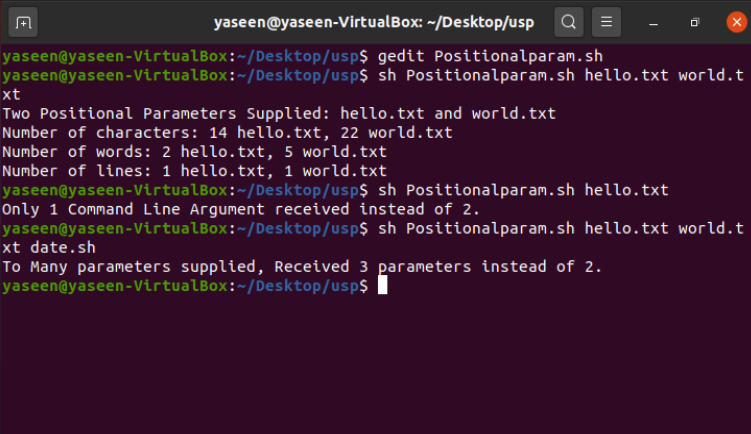 yaseen@yaseen-VirtualBox: ~/Desktop/usp
yaseen@yaseen-VirtualBox:~/Desktop/usp$ gedit Positionalparam.sh
yaseen@yaseen-VirtualBox:~/Desktop/usp$ sh Positionalparam.sh hello.txt world.t
xt
Two Positional Parameters Supplied: hello.txt and world.txt
Number of characters: 14 hello.txt, 22 world.txt
Number of words: 2 hello.txt, 5 world.txt
Number of lines: 1 hello.txt, 1 world.txt
yaseen@yaseen-VirtualBox:~/Desktop/usp$ sh Positionalparam.sh hello.txt
Only 1 Command Line Argument received instead of 2.
yaseen@yaseen-VirtualBox:~/Desktop/usp$ sh Positionalparam.sh hello.txt world.t
xt date.sh
To Many parameters supplied, Received 3 parameters instead of 2.
yaseen@yaseen-VirtualBox:~/Desktop/usp$